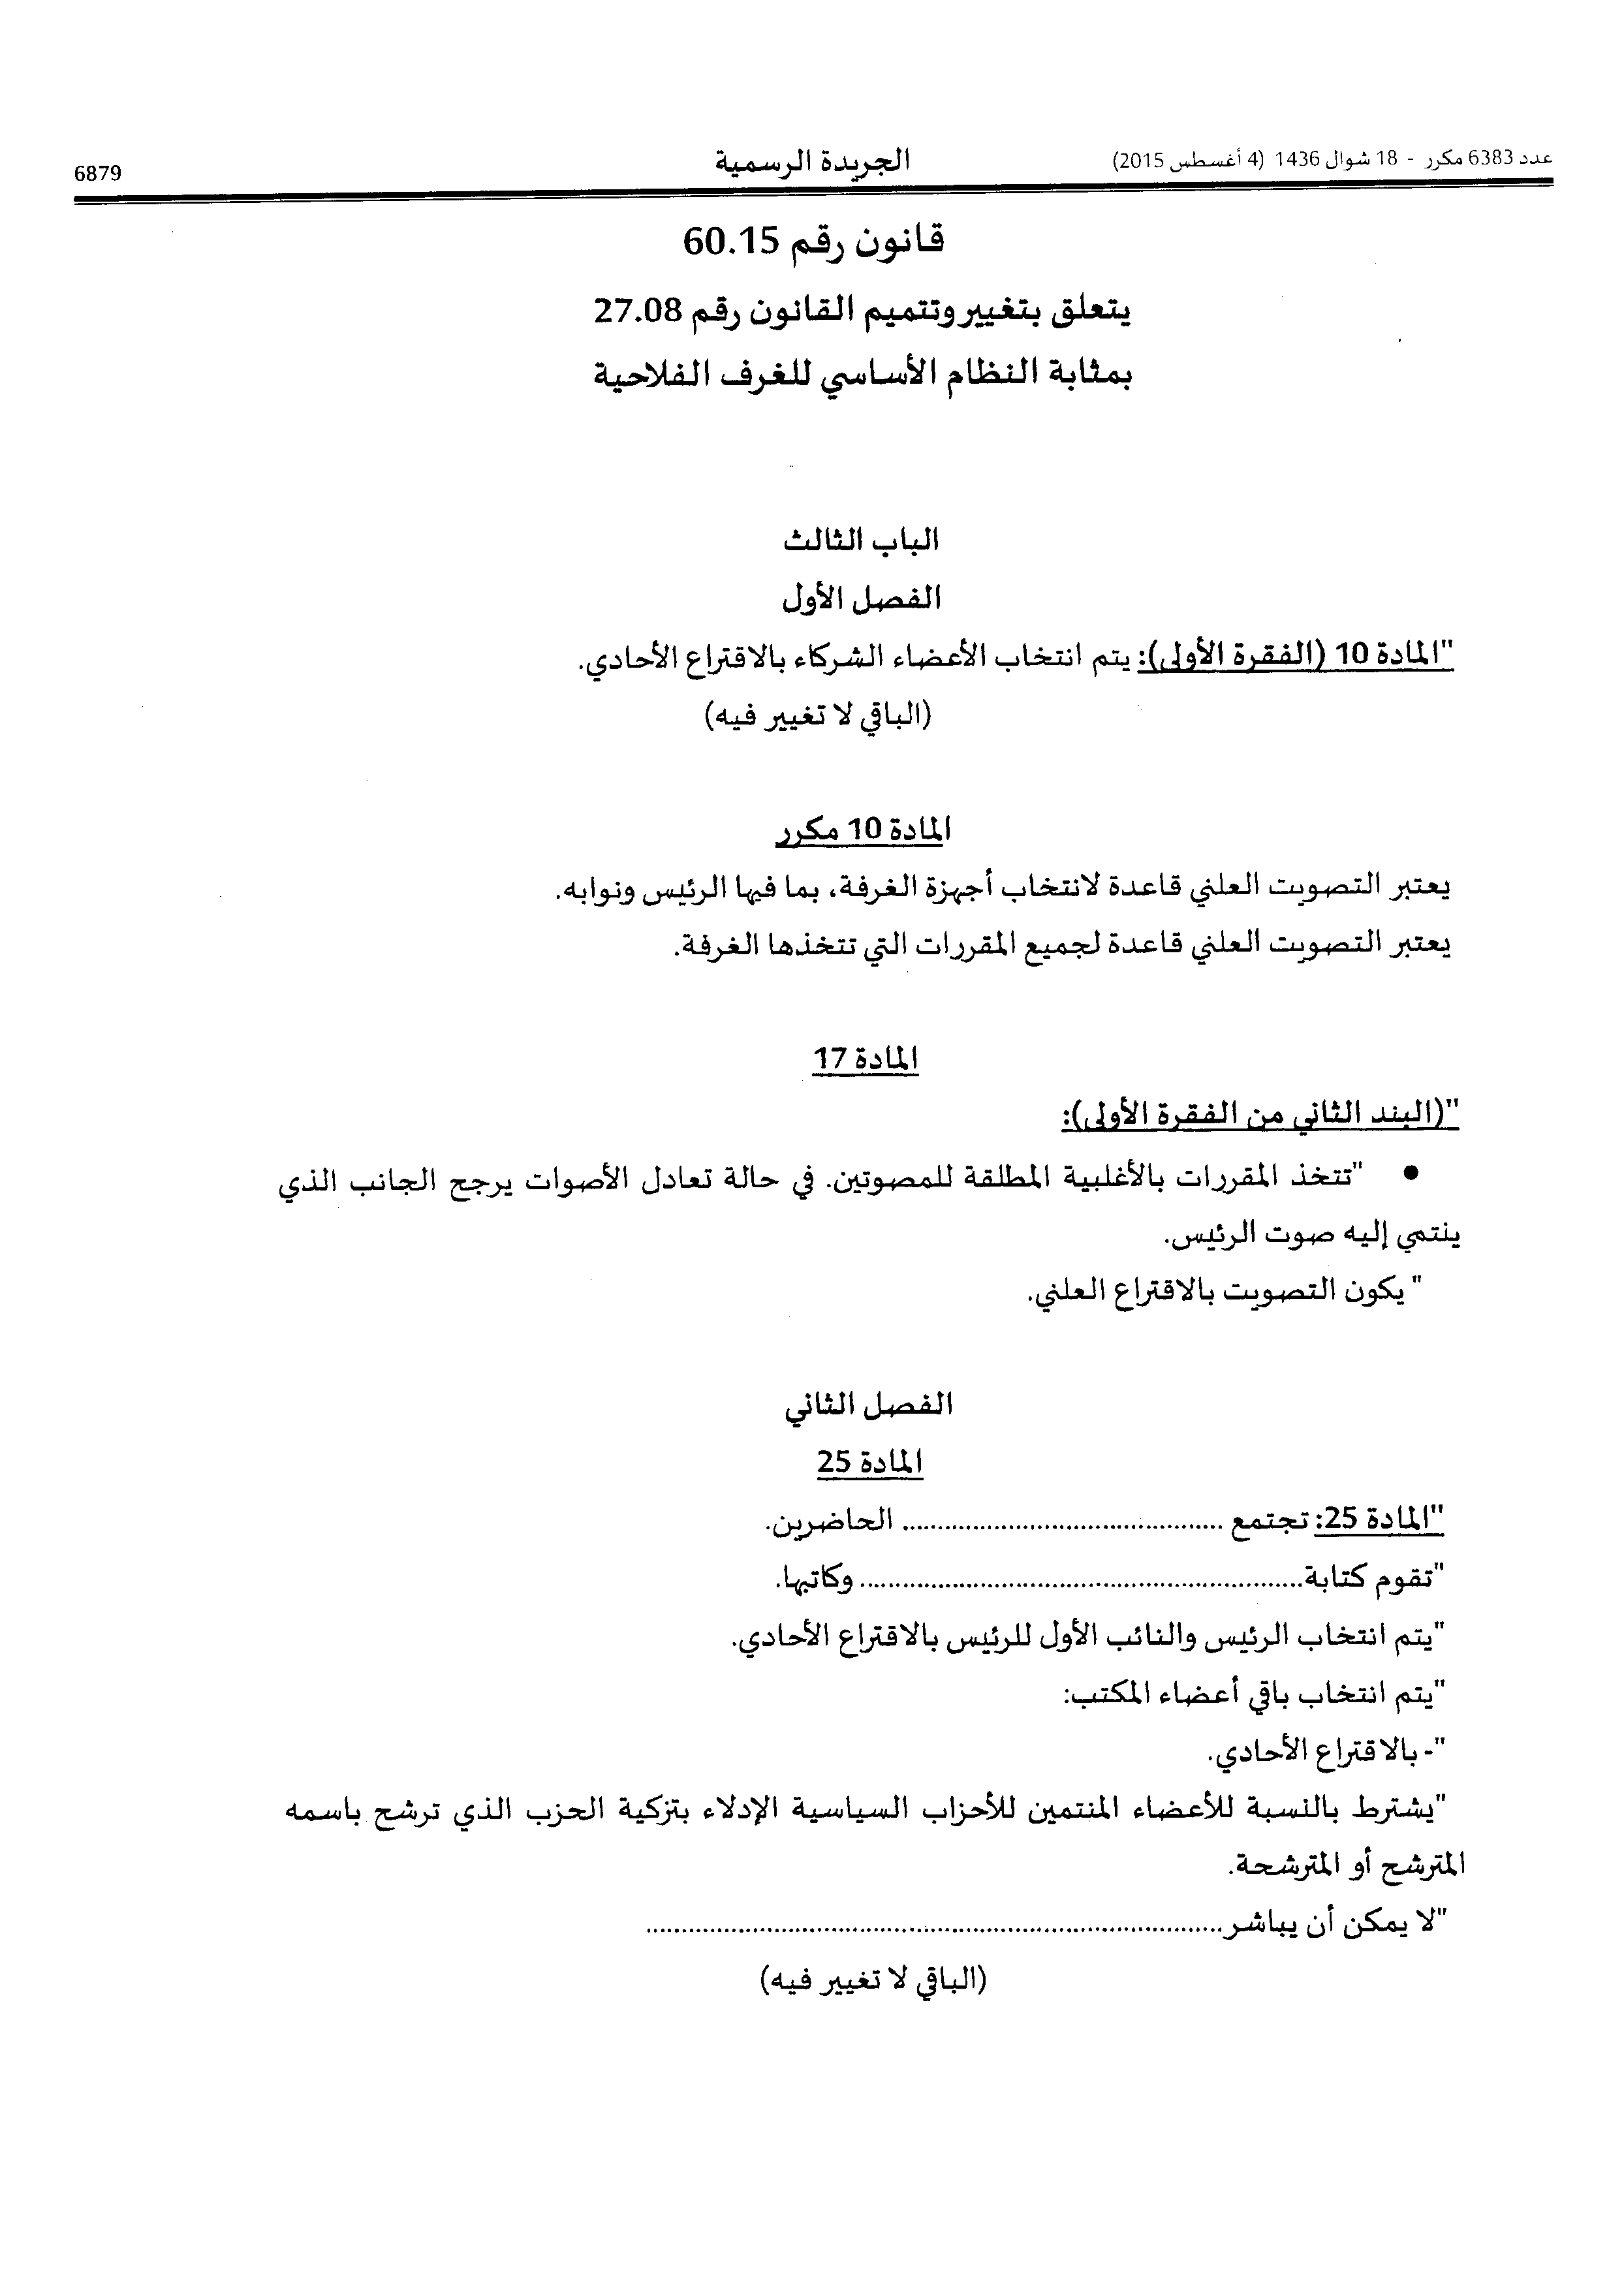 عدد 6383 مكرر - 18 شوال 1436 (4 أغسطس 2015)
الجريدة الرسمية
6879
قانون رقم 60.15
يتعلق بتغيير وتتميم القانون رقم 27.08
بمثابة النظام الأساسي للغرف الفلاحية
الباب الثالث
الفصل الأول
"المادة 10 (الفقرة الأولى): يتم انتخاب الأعضاء الشركاء بالاقتراع الأحادي.
(الباقي لا تغيير فيه)
المادة 10 مكرر
يعتبر التصويت العلني قاعدة لانتخاب أجهزة الغرفة، بما فيها الرئيس ونوابه.
يعتبر التصويت العلني قاعدة لجميع المقررات التي تتخذها الغرفة.
المادة 17
"(البند الثاني من الفقرة الأولى):
● "تتخذ المقررات بالأغلبية المطلقة للمصوتين. في حالة تعادل الأصوات يرجح الجانب الذي
ينتمي إليه صوت الرئيس.
" يكون التصويت بالاقتراع العلني.
الفصل الثاني
المادة 25
"المادة 25: تجتمع ............................................ الحاضرين.
"تقوم كتابة............................................................. وكاتبها.
"يتم انتخاب الرئيس والنائب الأول للرئيس بالاقتراع الأحادي.
"يتم انتخاب باقي أعضاء المكتب:
"- بالاقتراع الأحادي.
"يشترط بالنسبة للأعضاء المنتمين للأحزاب السياسية الإدلاء بتزكية الحزب الذي ترشح باسمه
المترشح أو المترشحة.
"لا يمكن أن يباشر................................................................................
(الباقي لا تغيير فيه)